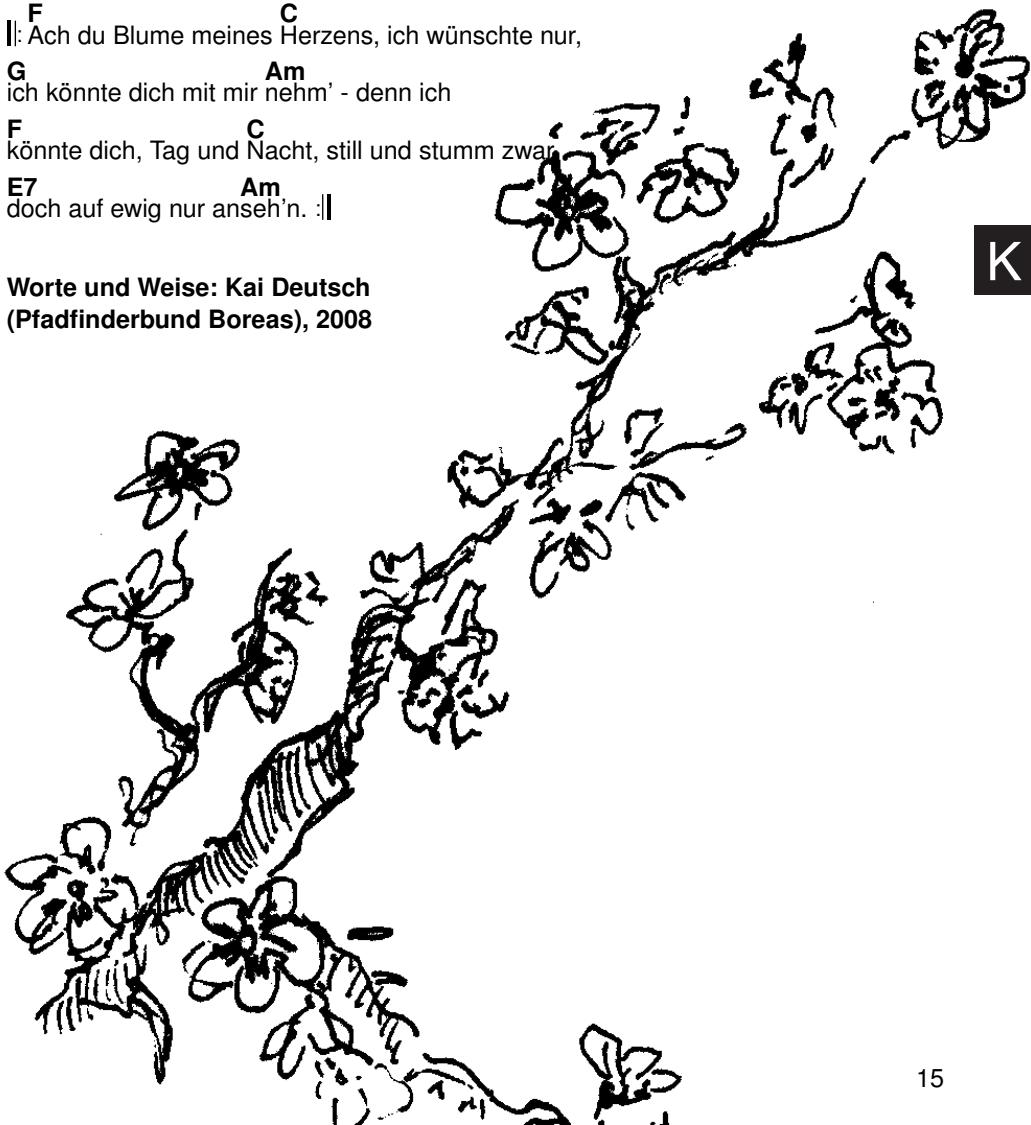 F C
𝄆 Ach du Blume meines Herzens, ich wünschte nur,
G Am
ich könnte dich mit mir nehm' - denn ich
F C
könnte dich, Tag und Nacht, still und stumm zwar
E7 Am
doch auf ewig nur anseh'n. 𝄇
K
Worte und Weise: Kai Deutsch
(Pfadfinderbund Boreas), 2008
15